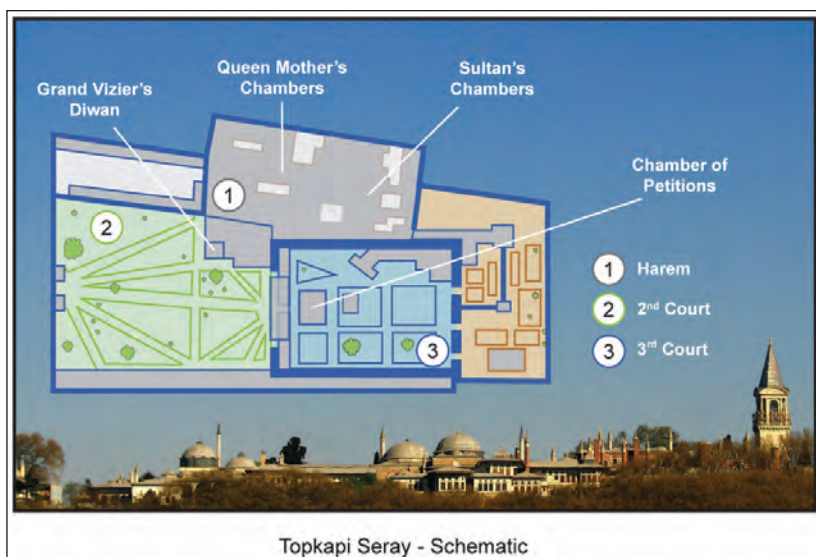 Queen Mother's
Chambers
Sultan's
Chambers
Grand Vizier's
Diwan
Chamber of
Petitions
1
2
3
1 Harem
2 2nd Court
3 3rd Court
Topkapi Seray - Schematic